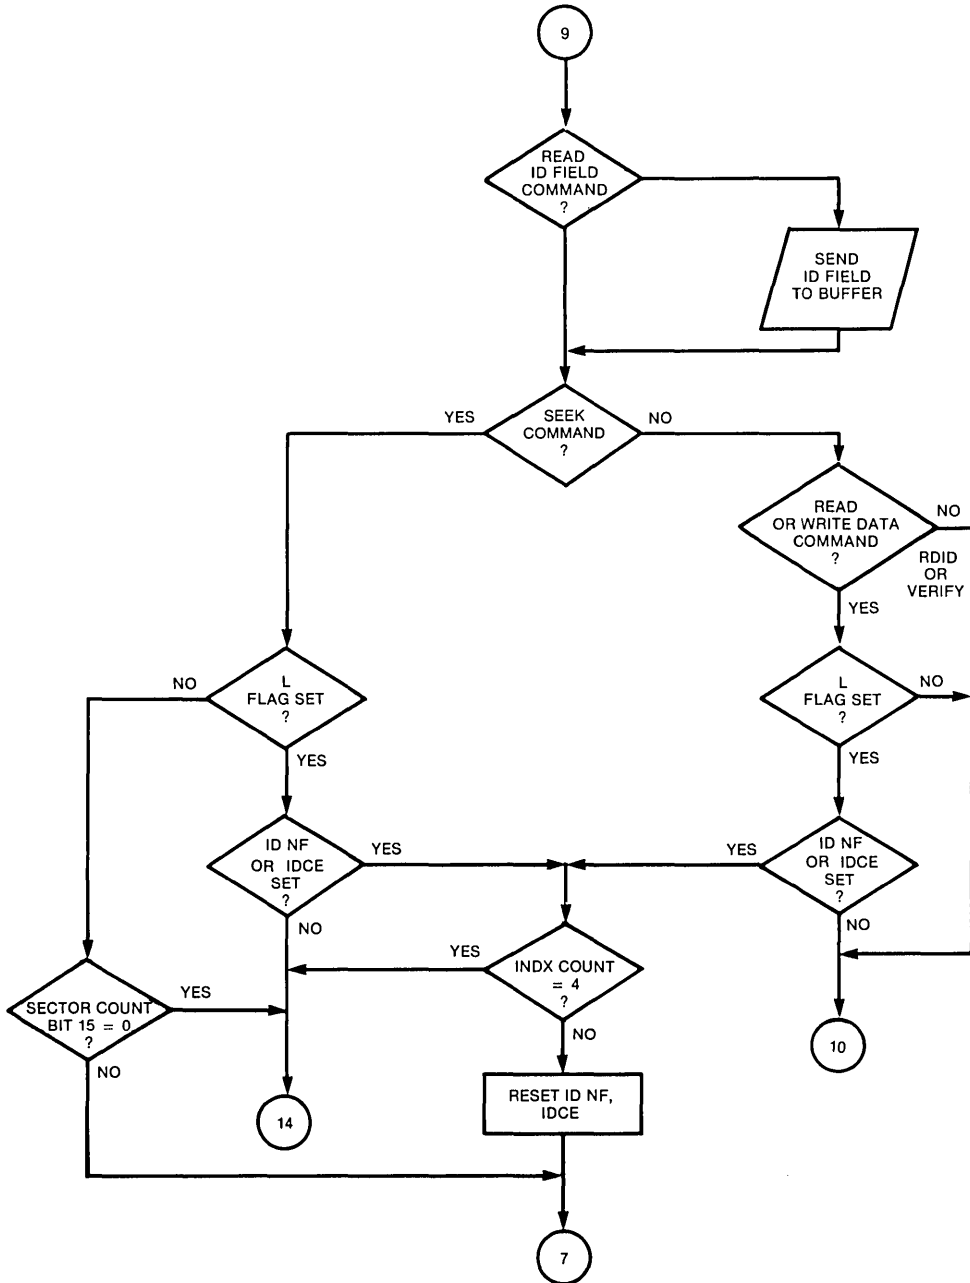 9
READ
ID FIELD
COMMAND
?
SEND
ID FIELD
TO BUFFER
YES
SEEK
COMMAND
?
NO
READ
OR WRITE DATA
COMMAND
?
NO
RDID
OR
VERIFY
YES
NO
L
FLAG SET
?
YES
L
FLAG SET
?
NO
YES
ID NF
OR IDCE
SET
?
YES
NO
YES
ID NF
OR IDCE
SET
?
NO
YES
INDX COUNT
= 4
?
NO
SECTOR COUNT
BIT 15 = 0
?
YES
NO
10
RESET ID NF,
IDCE
14
7